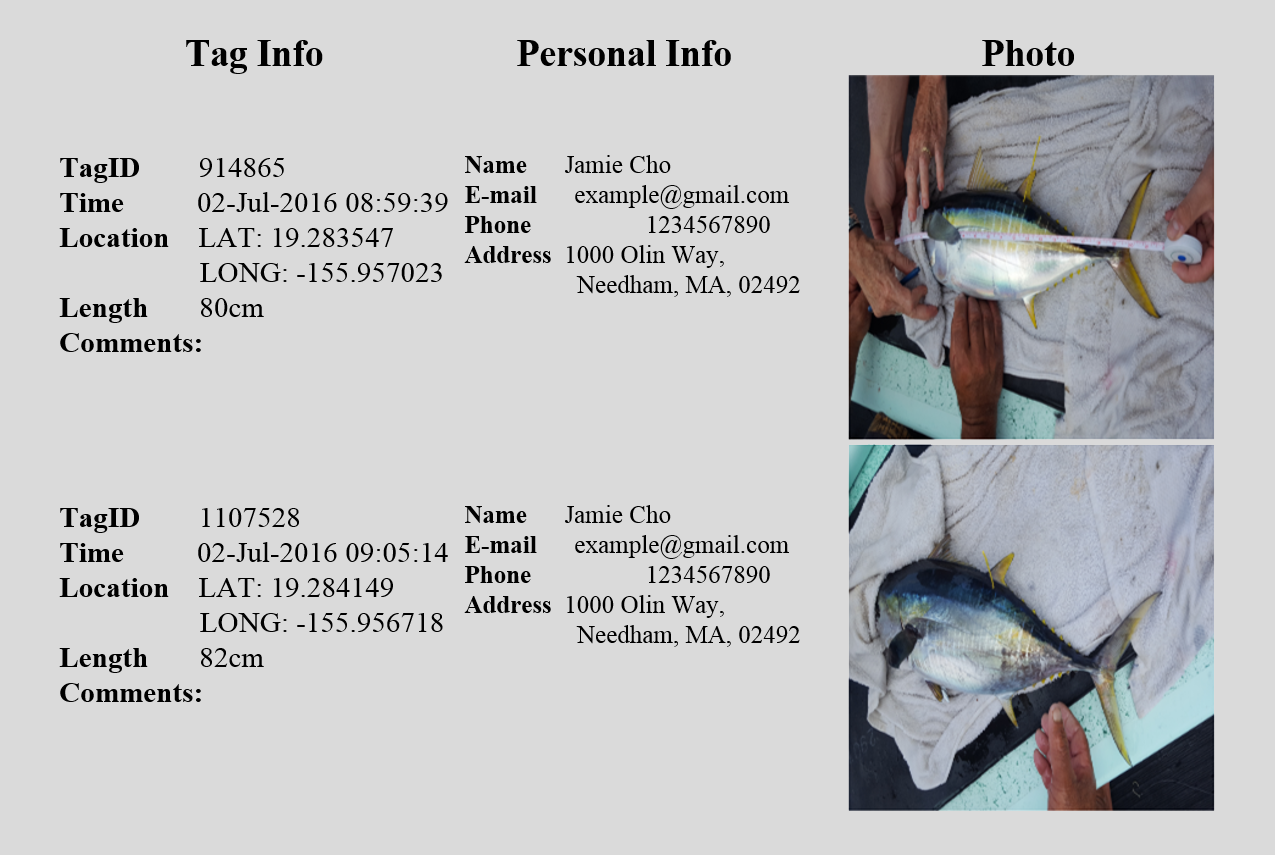 Tag Info Personal Info Photo
TagID 914865
Time 02-Jul-2016 08:59:39
Location LAT: 19.283547
LONG: -155.957023
Length 80cm
Comments:
Name Jamie Cho
E-mail example@gmail.com
Phone 1234567890
Address 1000 Olin Way,
Needham, MA, 02492
TagID 1107528
Time 02-Jul-2016 09:05:14
Location LAT: 19.284149
LONG: -155.956718
Length 82cm
Comments:
Name Jamie Cho
E-mail example@gmail.com
Phone 1234567890
Address 1000 Olin Way,
Needham, MA, 02492